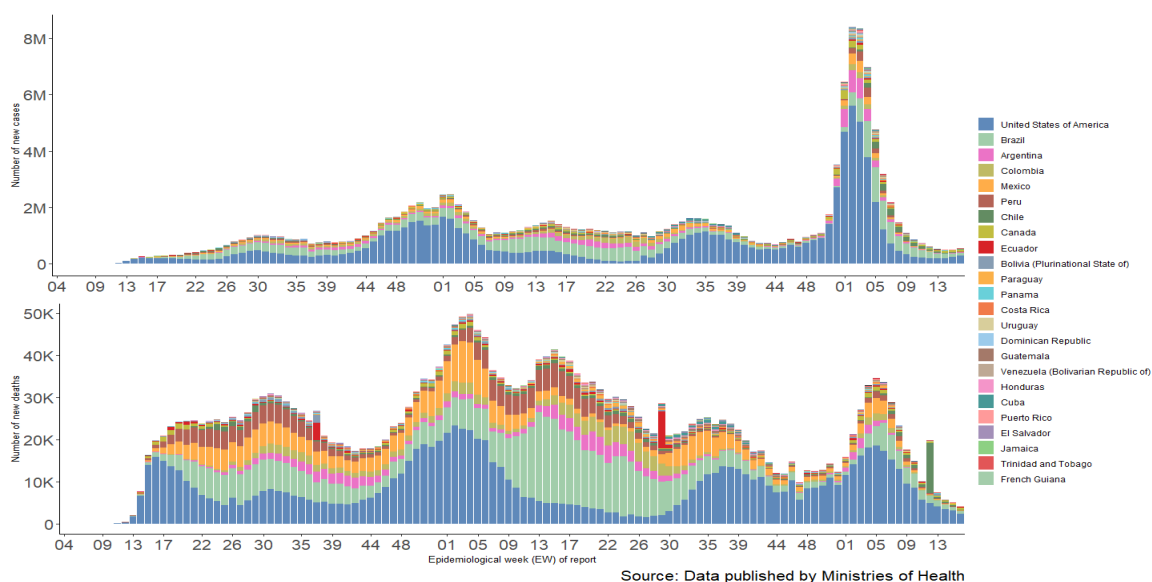 8M
6M
4M
2M
0
Number of new cases
04 09 13 17 22 26 30 35 39 44 48 01 05 09 13 17 22 26 30 35 39 44 48 01 05 13
50K
40K
30K
20K
10K
0
Number of new deaths
04 09 13 17 22 26 30 35 39 44 48 01 05 09 13 17 22 26 30 35 39 44 48 01 05 13
Epidemiological week (EW) of report
United States of America
Brazil
Argentina
Colombia
Mexico
Peru
Chile
Canada
Ecuador
Bolivia (Plurinational State of)
Paraguay
Panama
Costa Rica
Uruguay
Dominican Republic
Guatemala
Venezuela (Bolivarian Republic of)
Honduras
Cuba
Puerto Rico
El Salvador
Jamaica
Trinidad and Tobago
French Guiana
Source: Data published by Ministries of Health